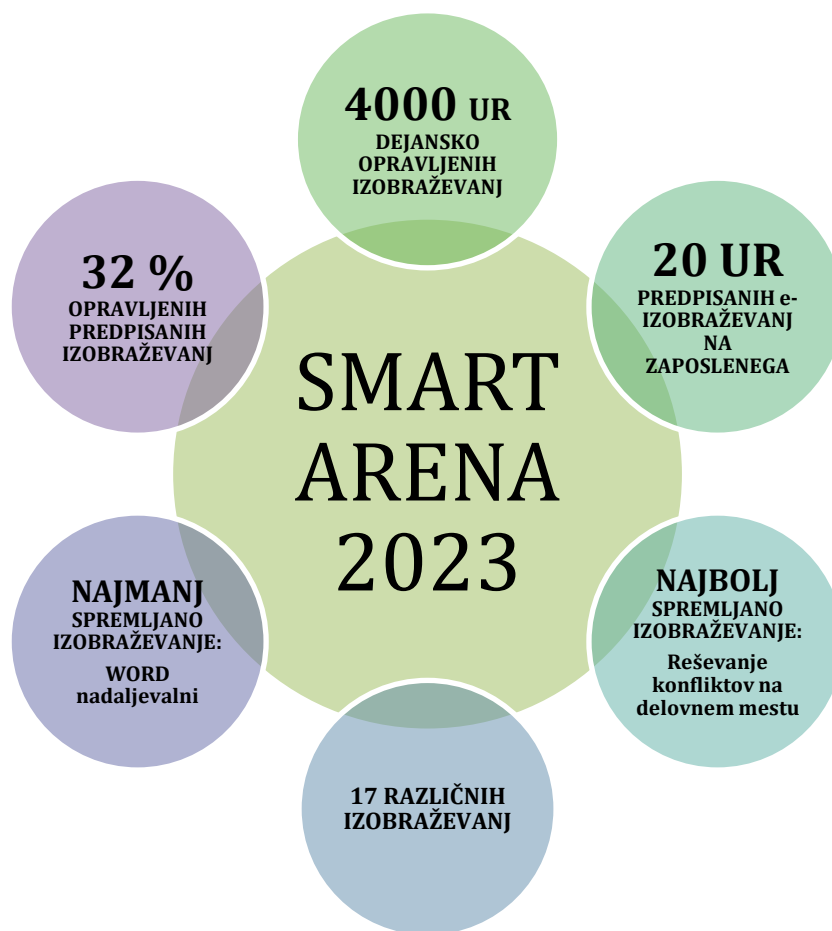 4000 UR
DEJANSKO
OPRAVLJENIH
IZOBRAŽEVANJ
20 UR
PREDPISANIH e-
IZOBRAŽEVANJ
NA
ZAPOSLENEGA
NAJBOLJ
SPREMLJANO
IZOBRAŽEVANJE:
Reševanje
konfliktov na
delovnem mestu
17 RAZLIČNIH
IZOBRAŽEVANJ
NAJMANJ
SPREMLJANO
IZOBRAŽEVANJE:
WORD
nadaljevalni
32 %
OPRAVLJENIH
PREDPISANIH
IZOBRAŽEVANJ
SMART
ARENA
2023